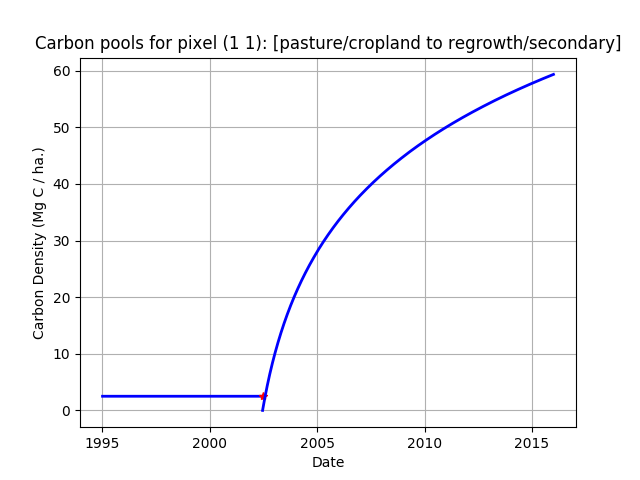 Carbon pools for pixel (1 1): [pasture/cropland to regrowth/secondary]
60
50
40
30
20
10
0
Carbon Density (Mg C / ha.)
1995 2000 2005 2010 2015
Date